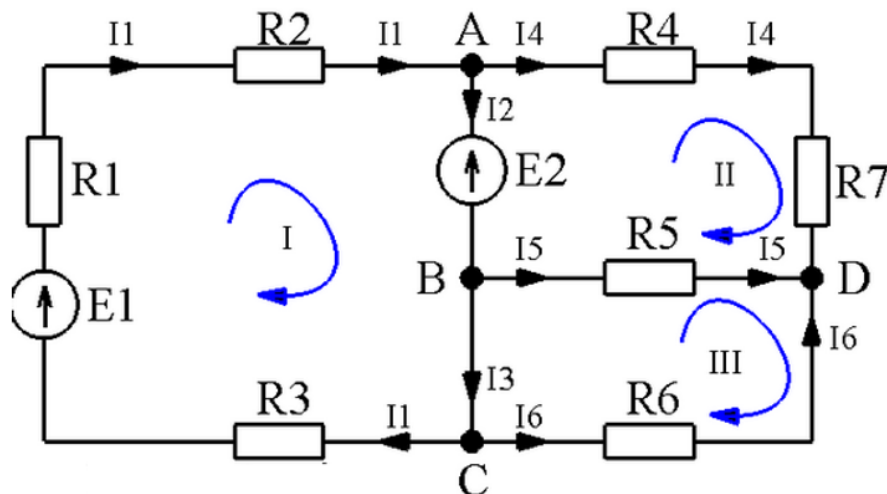 I1 R2 I1 A I4 R4 I4
I2
R1 E2 II R7
I R5
B I5 I5 D
E1
III I6
I3
R3 I1 I6 R6
C